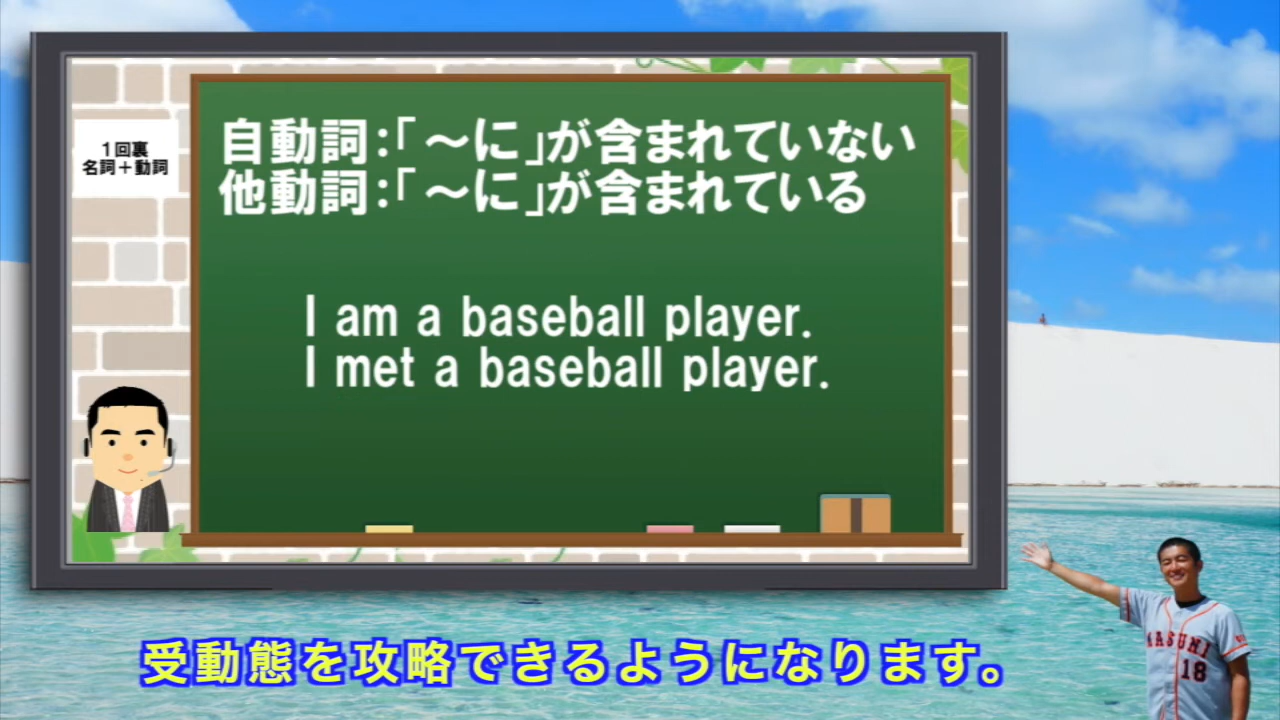 1回裏
名詞＋動詞
自動詞：「～に」が含まれていない
他動詞：「～に」が含まれている
I am a baseball player.
I met a baseball player.
受動態を攻略できるようになります。
MASUMI
18